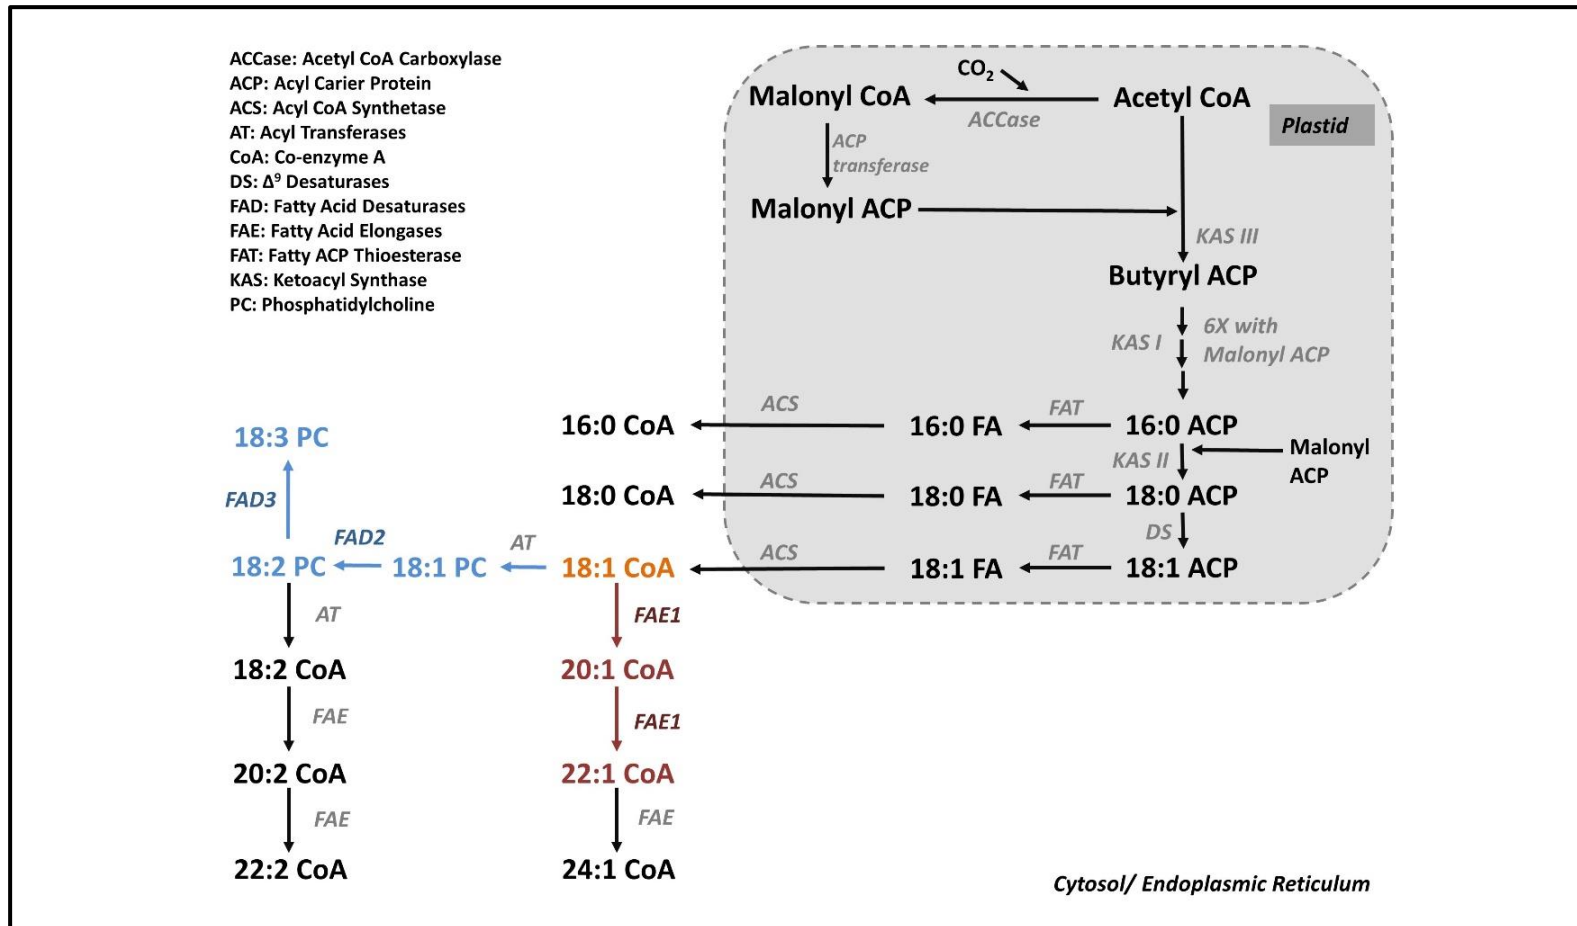 ACCase: Acetyl CoA Carboxylase
ACP: Acyl Carier Protein
ACS: Acyl CoA Synthetase
AT: Acyl Transferases
CoA: Co-enzyme A
DS: Δ⁹ Desaturases
FAD: Fatty Acid Desaturases
FAE: Fatty Acid Elongases
FAT: Fatty ACP Thioesterase
KAS: Ketoacyl Synthase
PC: Phosphatidylcholine
CO₂
Malonyl CoA
Acetyl CoA
ACCase
Plastid
ACP
transferase
Malonyl ACP
KAS III
Butyryl ACP
KAS I
6X with
Malonyl ACP
16:0 CoA
ACS
16:0 FA
FAT
16:0 ACP
KAS II
Malonyl
ACP
18:0 CoA
ACS
18:0 FA
FAT
18:0 ACP
DS
18:3 PC
FAD3
18:2 PC
FAD2
18:1 PC
AT
18:1 CoA
ACS
18:1 FA
FAT
18:1 ACP
AT
FAE1
18:2 CoA
20:1 CoA
FAE
FAE1
20:2 CoA
22:1 CoA
FAE
FAE
22:2 CoA
24:1 CoA
Cytosol/ Endoplasmic Reticulum